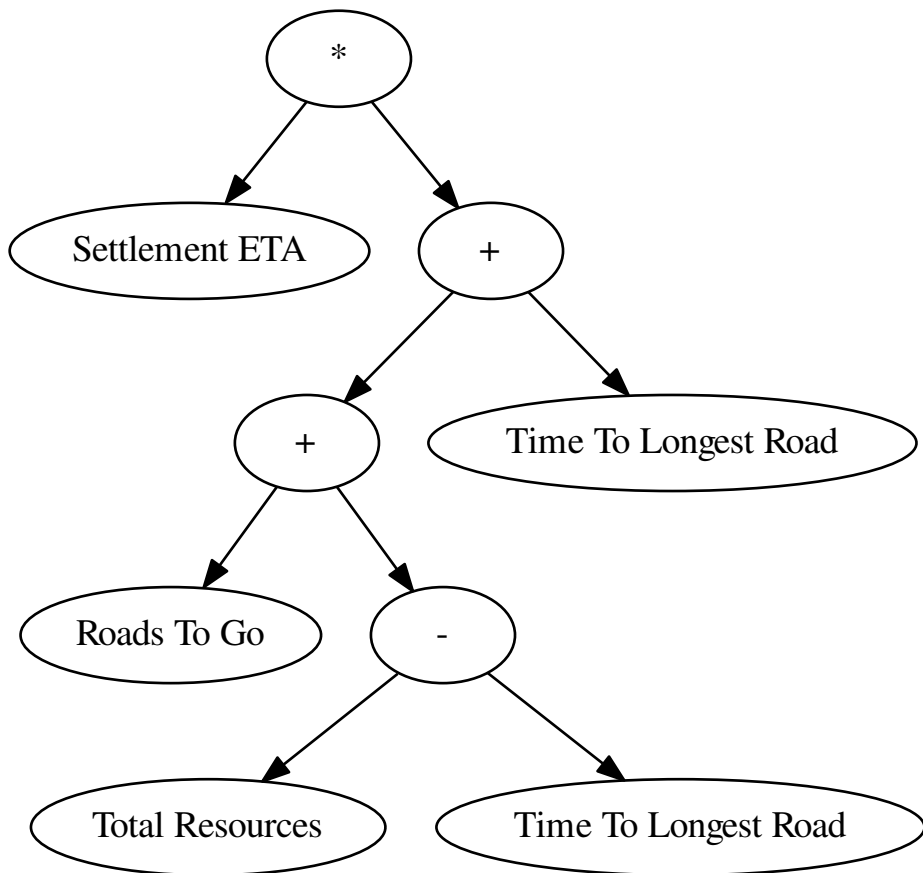 *
Settlement ETA
+
+
Time To Longest Road
Roads To Go
-
Total Resources
Time To Longest Road